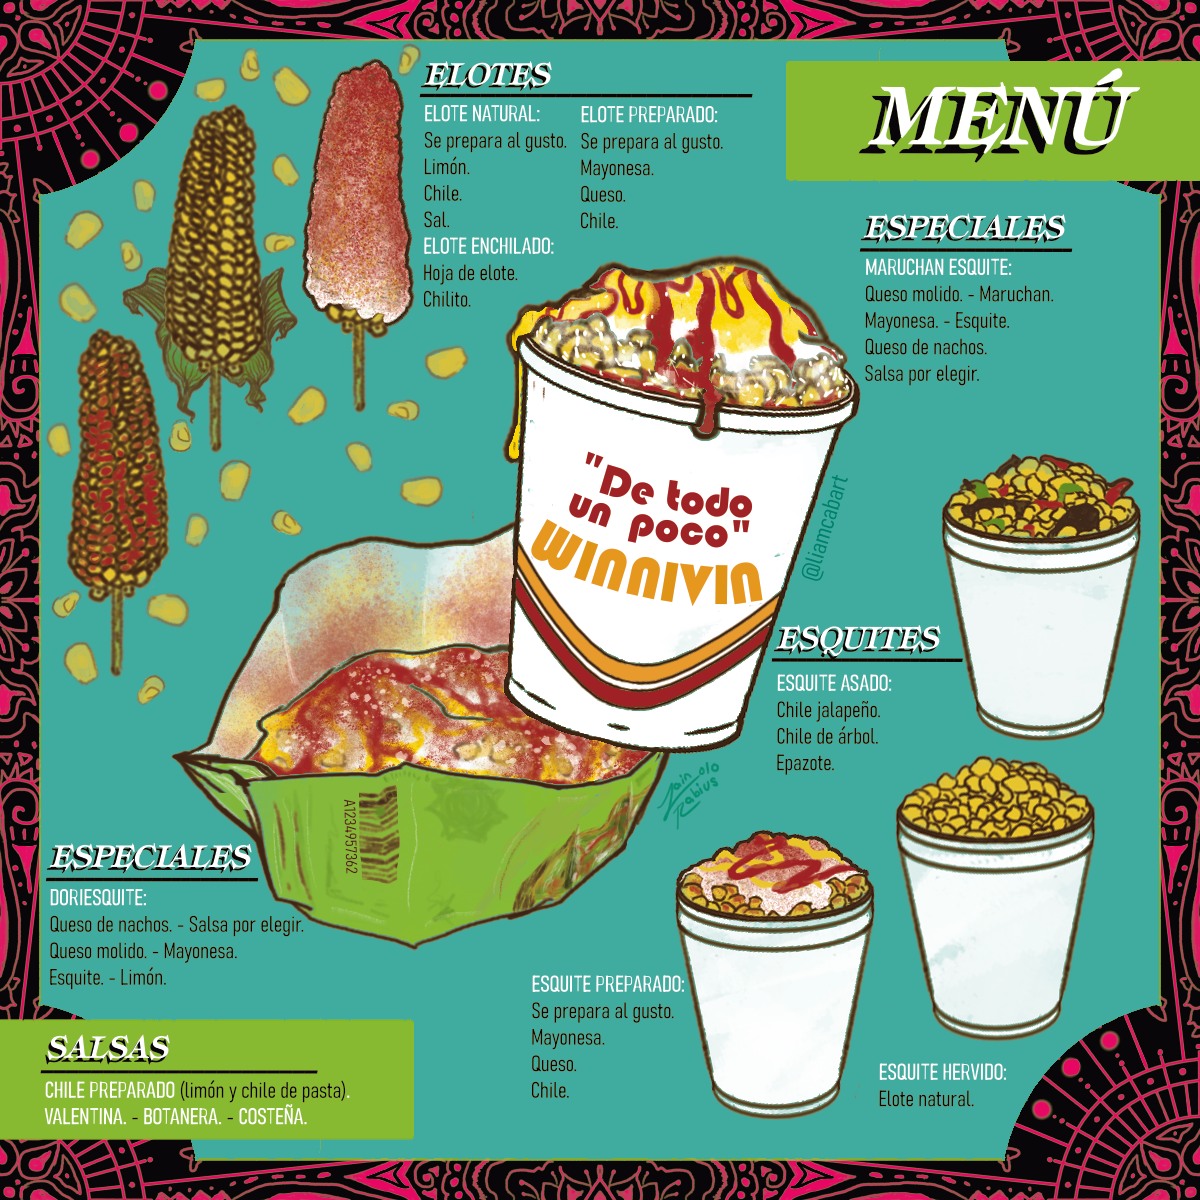 MENÚ
ELOTES
ELOTE NATURAL:
Se prepara al gusto.
Limón.
Chile.
Sal.
ELOTE ENCHILADO:
Hoja de elote.
Chilito.
ELOTE PREPARADO:
Se prepara al gusto.
Mayonesa.
Queso.
Chile.
ESPECIALES
MARUCHAN ESQUITE:
Queso molido. - Maruchan.
Mayonesa. - Esquite.
Queso de nachos.
Salsa por elegir.
"De todo
un poco"
WINNIVIN
@liamcabart
ESQUITES
ESQUITE ASADO:
Chile jalapeño.
Chile de árbol.
Epazote.
A1234957362
ESPECIALES
DORIESQUITE:
Queso de nachos. - Salsa por elegir.
Queso molido. - Mayonesa.
Esquite. - Limón.
ESQUITE PREPARADO:
Se prepara al gusto.
Mayonesa.
Queso.
Chile.
ESQUITE HERVIDO:
Elote natural.
SALSAS
CHILE PREPARADO (limón y chile de pasta).
VALENTINA. - BOTANERA. - COSTEÑA.